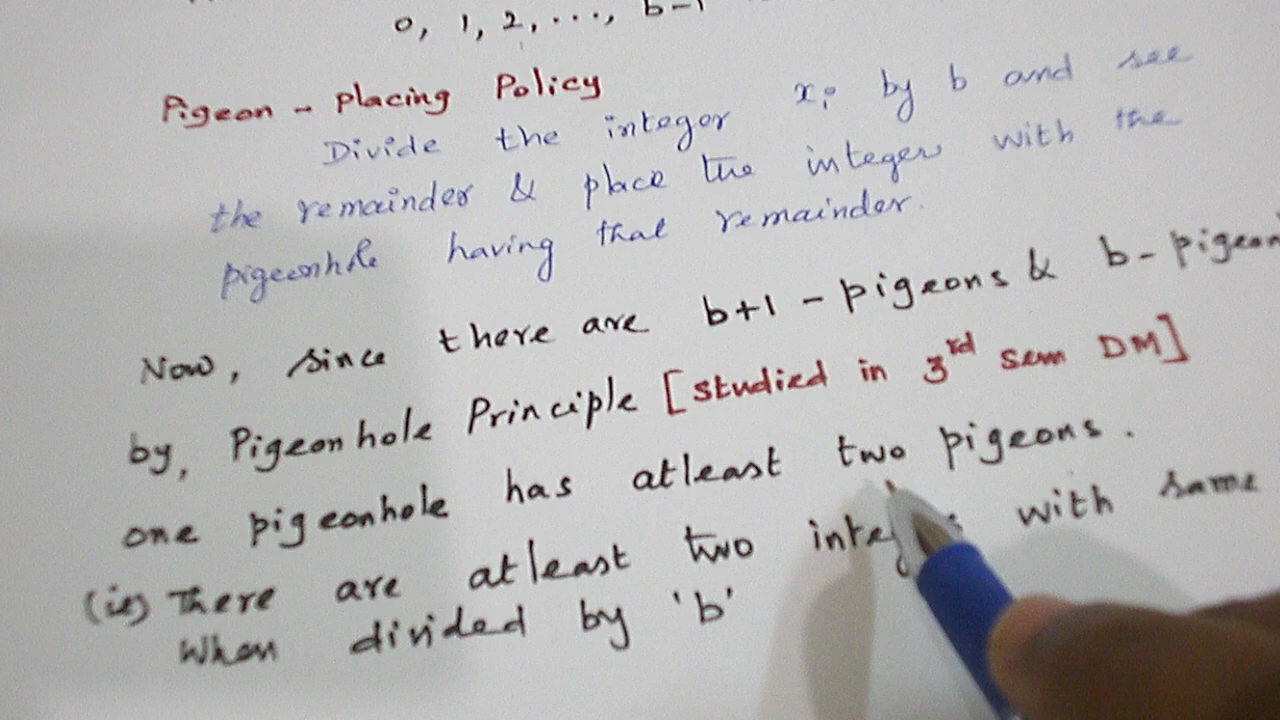 0, 1, 2, ..., b-1
Pigeon - Placing Policy
Divide the integer xi by b and see
the remainder & place the integer with the
pigeonhole having that remainder.
Now, since there are b+1 - pigeons & b - pigeon
by, Pigeonhole Principle [studied in 3rd sem DM]
one pigeonhole has atleast two pigeons.
(ie) There are atleast two with same
when divided by 'b'